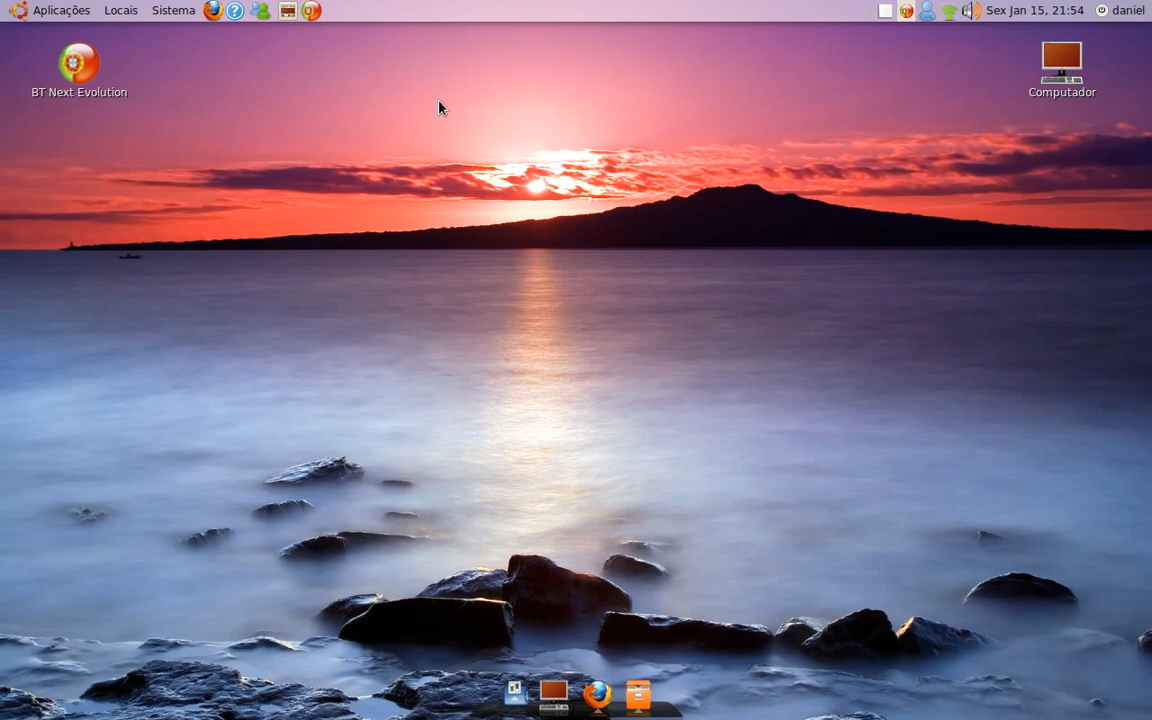 Aplicações Locais Sistema Sex Jan 15, 21:54 daniel
BT Next Evolution
Computador